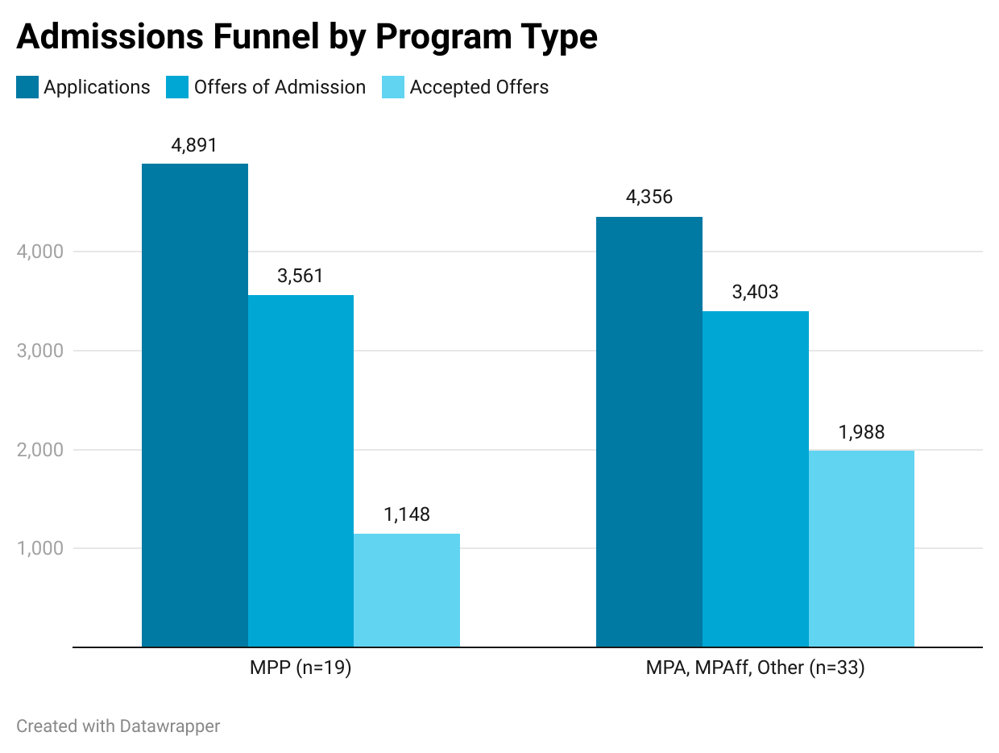 Admissions Funnel by Program Type
Applications Offers of Admission Accepted Offers
4,891
4,356
4,000
3,561
3,403
3,000
2,000
1,988
1,148
1,000
MPP (n=19) MPA, MPAff, Other (n=33)
Created with Datawrapper